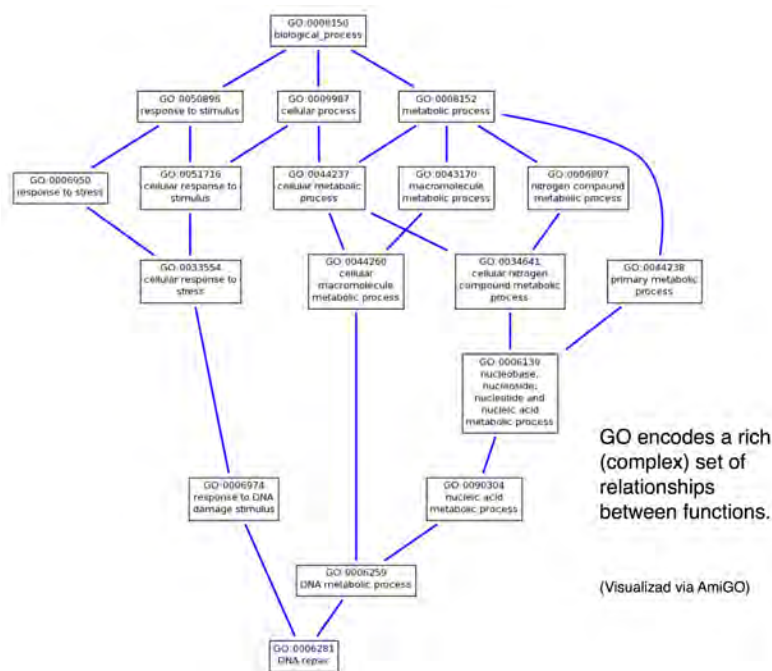 GO:0008150
biological_process
GO:0050896
response to stimulus
GO:0009987
cellular process
GO:0008152
metabolic process
GO:0006950
response to stress
GO:0051716
cellular response to
stimulus
GO:0044237
cellular metabolic
process
GO:0043170
macromolecule
metabolic process
GO:0006807
nitrogen compound
metabolic process
GO:0033554
cellular response to
stress
GO:0044260
cellular
macromolecule
metabolic process
GO:0034641
cellular nitrogen
compound metabolic
process
GO:0044238
primary metabolic
process
GO:0006139
nucleobase,
nucleoside,
nucleotide and
nucleic acid
metabolic process
GO encodes a rich
(complex) set of
relationships
between functions.
GO:0006974
response to DNA
damage stimulus
GO:0090304
nucleic acid
metabolic process
GO:0006259
DNA metabolic process
(Visualizad via AmiGO)
GO:0006281
DNA repair